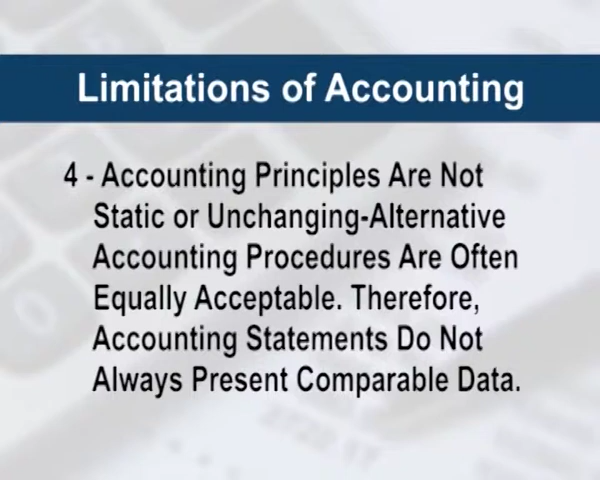 Limitations of Accounting
4 - Accounting Principles Are Not
Static or Unchanging-Alternative
Accounting Procedures Are Often
Equally Acceptable. Therefore,
Accounting Statements Do Not
Always Present Comparable Data.